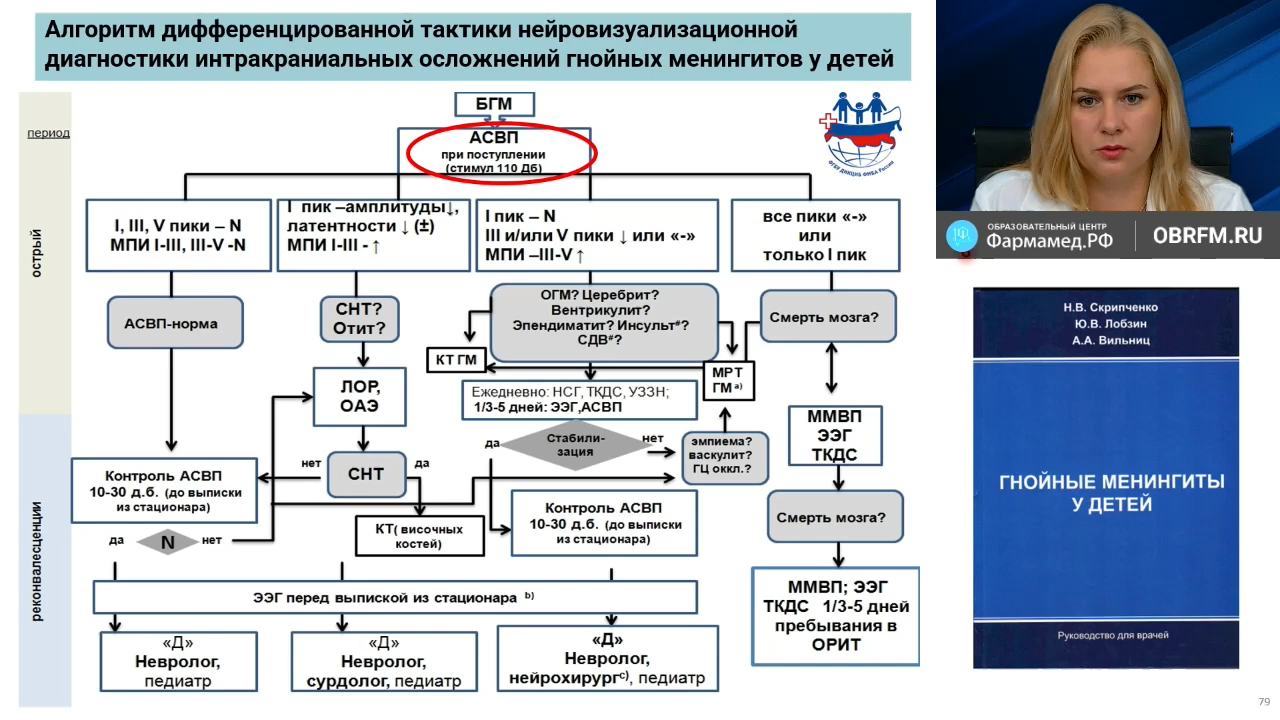 Алгоритм дифференцированной тактики нейровизуализационной
диагностики интракраниальных осложнений гнойных менингитов у детей
период
острый
реконвалесценции
БГМ
АСВП
при поступлении
(стимул 110 Дб)
ФГБУ ДНКЦИБ ФМБА России
I, III, V пики – N
МПИ I-III, III-V -N
I пик –амплитуды↓,
латентности ↓ (±)
МПИ I-III - ↑
I пик – N
III и/или V пики ↓ или «-»
МПИ –III-V ↑
все пики «-»
или
только I пик
АСВП-норма
СНТ?
Отит?
ОГМ? Церебрит?
Вентрикулит?
Эпендиматит? Инсульт#?
СДВ#?
Смерть мозга?
КТ ГМ
МРТ
ГМ a)
ЛОР,
ОАЭ
Ежедневно: НСГ, ТКДС, УЗЗН;
1/3-5 дней: ЭЭГ,АСВП
ММВП
ЭЭГ
ТКДС
да
Стабили-
зация
нет
эмпиема?
васкулит?
ГЦ оккл.?
Контроль АСВП
10-30 д.б. (до выписки
из стационара)
нет
СНТ
да
Контроль АСВП
10-30 д.б. (до выписки
из стационара)
Смерть мозга?
КТ( височных
костей)
да
N
нет
ЭЭГ перед выпиской из стационара b)
ММВП; ЭЭГ
ТКДС 1/3-5 дней
пребывания в
ОРИТ
«Д»
Невролог,
педиатр
«Д»
Невролог,
сурдолог, педиатр
«Д»
Невролог,
нейрохирургc), педиатр
ОБРАЗОВАТЕЛЬНЫЙ ЦЕНТР
Фармамед.РФ
OBRFM.RU
Н.В. Скрипченко
Ю.В. Лобзин
А.А. Вильниц
ГНОЙНЫЕ МЕНИНГИТЫ
У ДЕТЕЙ
Руководство для врачей
79